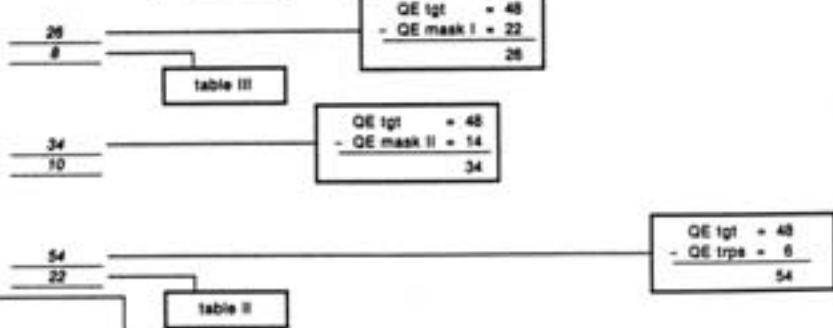 QE tgt = 48
- QE mask I = 22
26
26
8
table III
QE tgt = 48
- QE mask II = 14
34
34
10
QE tgt = 48
- QE trps = 6
54
54
22
table II